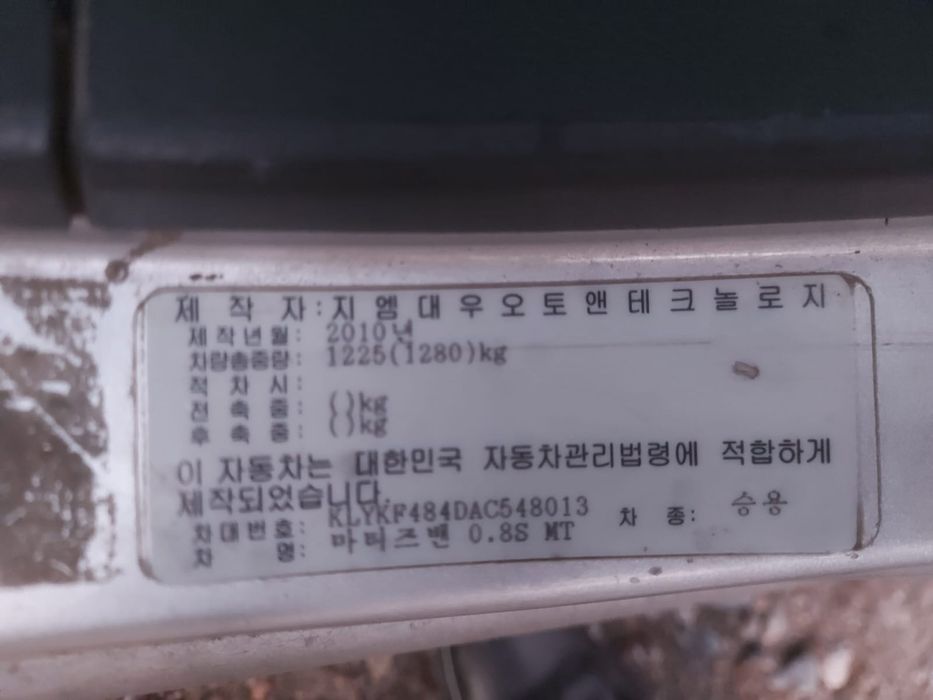 제 작 자 : 지 엠 대 우 오 토 앤 테 크 놀 로 지
제작년월 : 2010년
차량총중량 : 1225(1280)kg
적 차 시 :
전 축 중 : ( )kg
후 축 중 : ( )kg
이 자동차는 대한민국 자동차관리법령에 적합하게
제작되었습니다.
차대번호 : KLYKF484DAC548013 차 종 : 승용
차 명 : 마티즈밴 0.8S MT